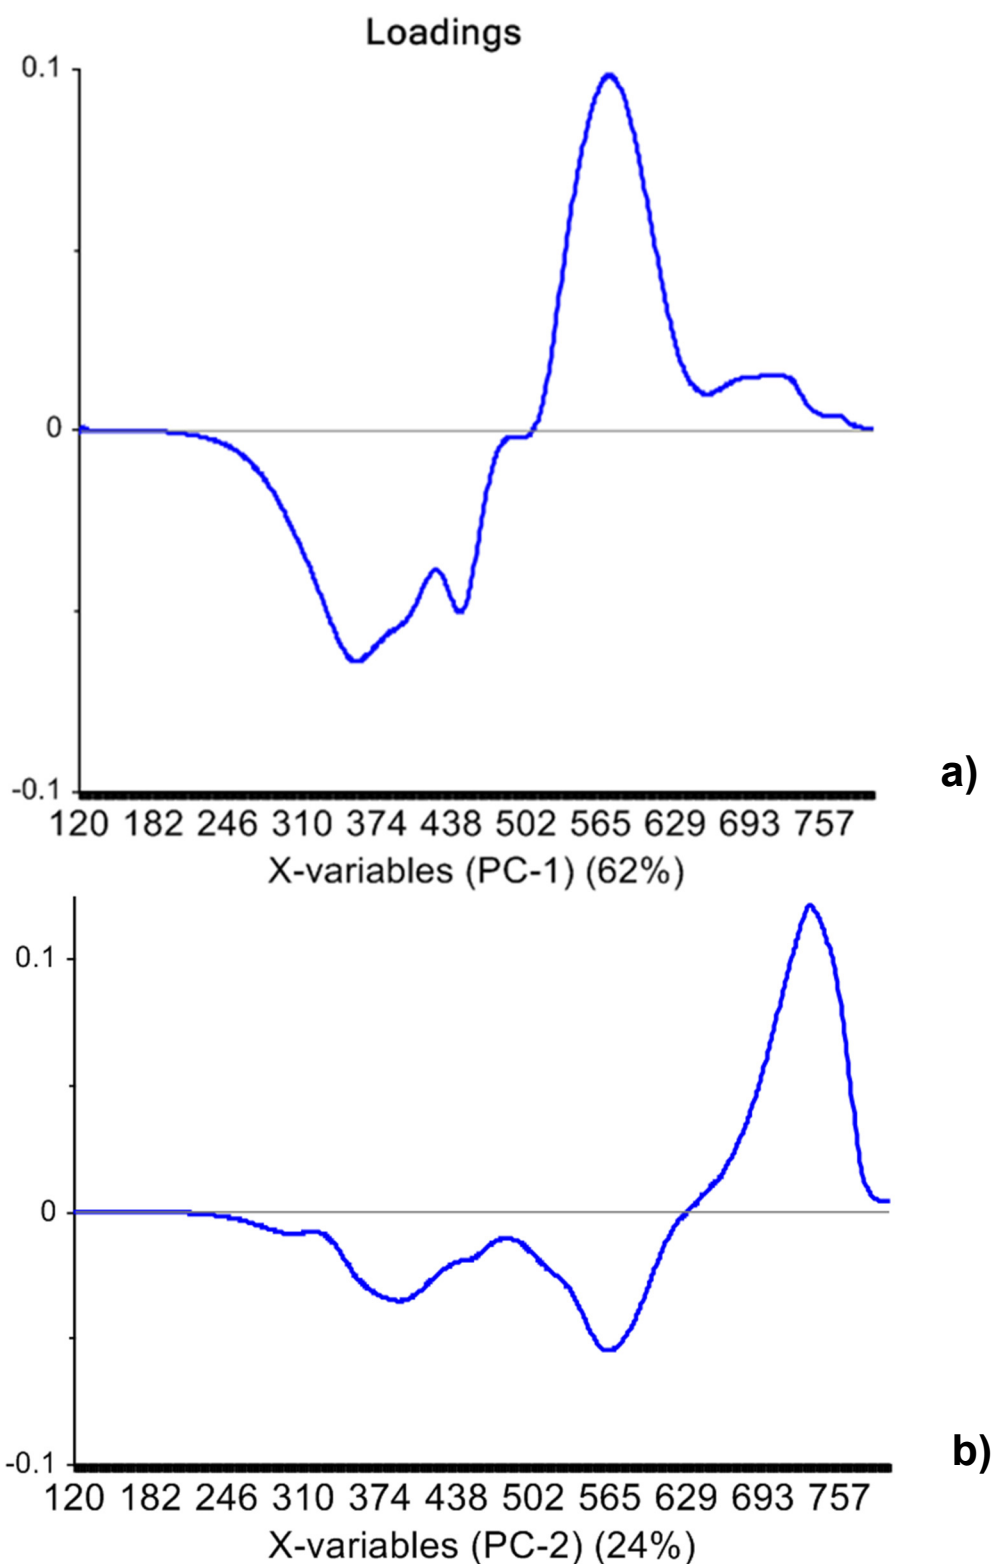 Loadings
0.1
0
-0.1
a)
120 182 246 310 374 438 502 565 629 693 757
X-variables (PC-1) (62%)
0.1
0
-0.1
b)
120 182 246 310 374 438 502 565 629 693 757
X-variables (PC-2) (24%)